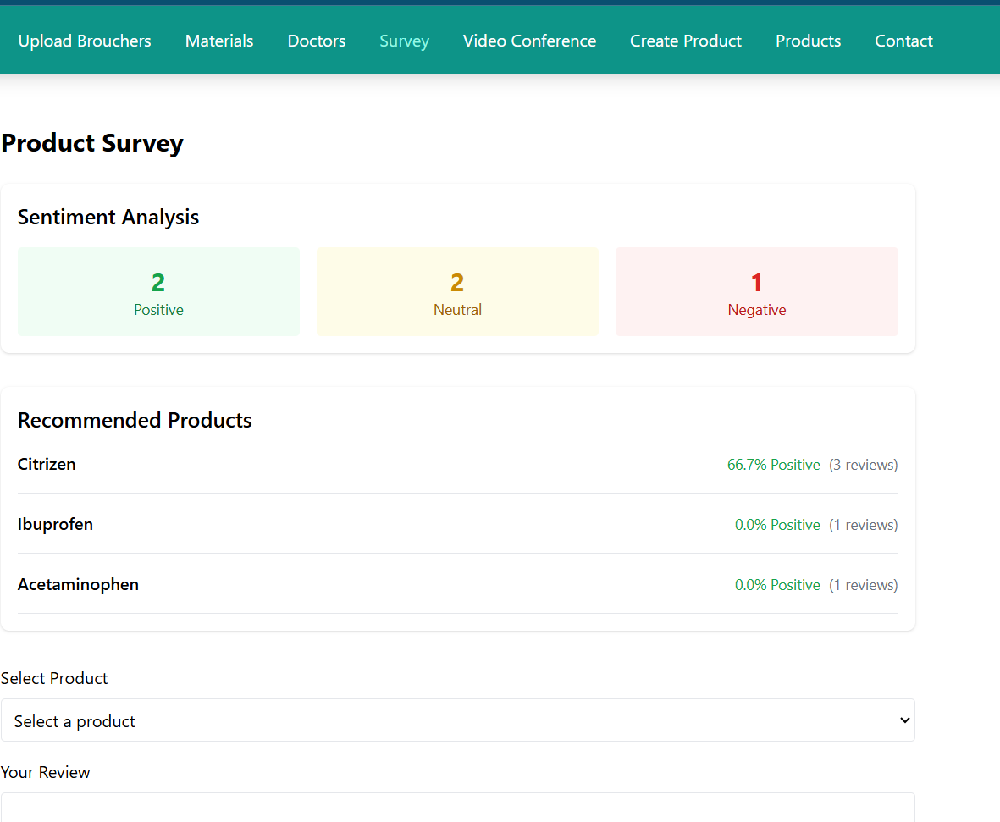 Upload Brouchers Materials Doctors Survey Video Conference Create Product Products Contact
Product Survey
Sentiment Analysis
2 2 1
Positive Neutral Negative
Recommended Products
Citrizen 66.7% Positive (3 reviews)
Ibuprofen 0.0% Positive (1 reviews)
Acetaminophen 0.0% Positive (1 reviews)
Select Product
Select a product
Your Review